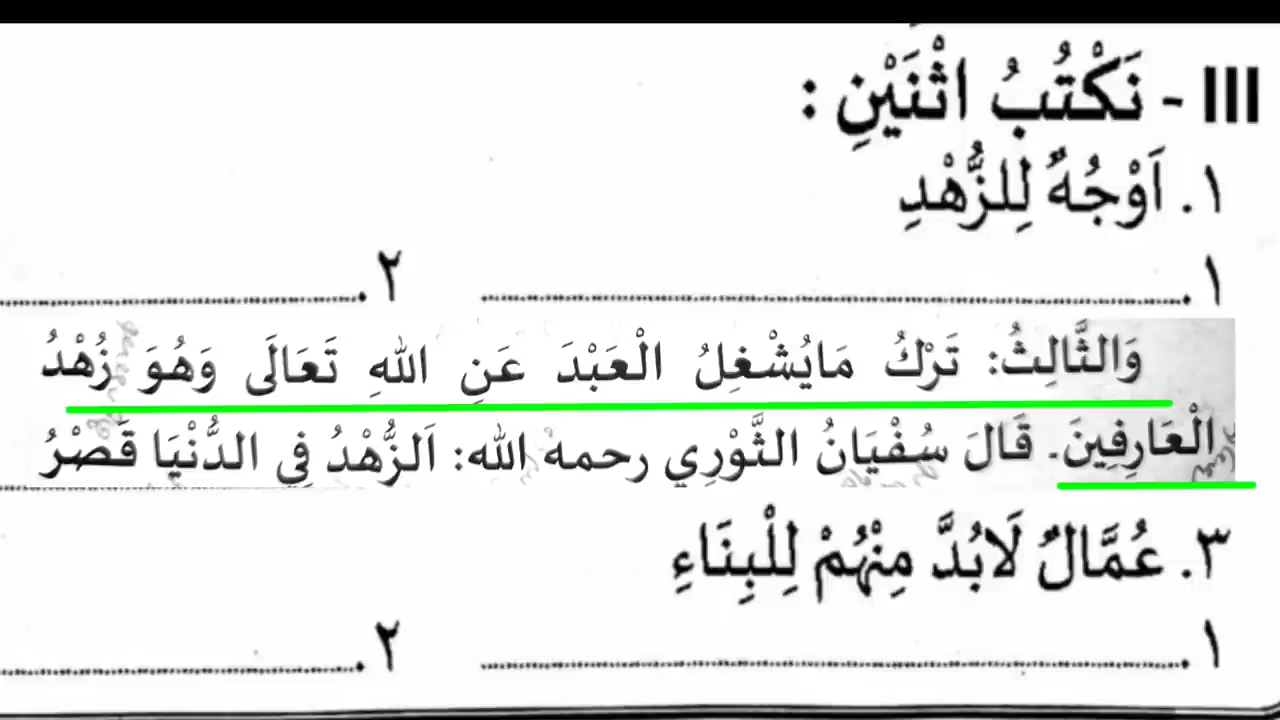 III - نَكْتُبُ اثْنَيْنِ :
١. اَوْجُهٌ لِلزُّهْدِ
١. ٢.
وَالثَّالِثُ: تَرْكُ مَايُشْغِلُ الْعَبْدَ عَنِ اللهِ تَعَالَى وَهُوَ زُهْدُ
الْعَارِفِينَ. قَالَ سُفْيَانُ الثَّوْرِي رحمه الله: اَلزُّهْدُ فِي الدُّنْيَا قَصْرُ
٣. عُمَّالٌ لَابُدَّ مِنْهُمْ لِلْبِنَاءِ
١. ٢.